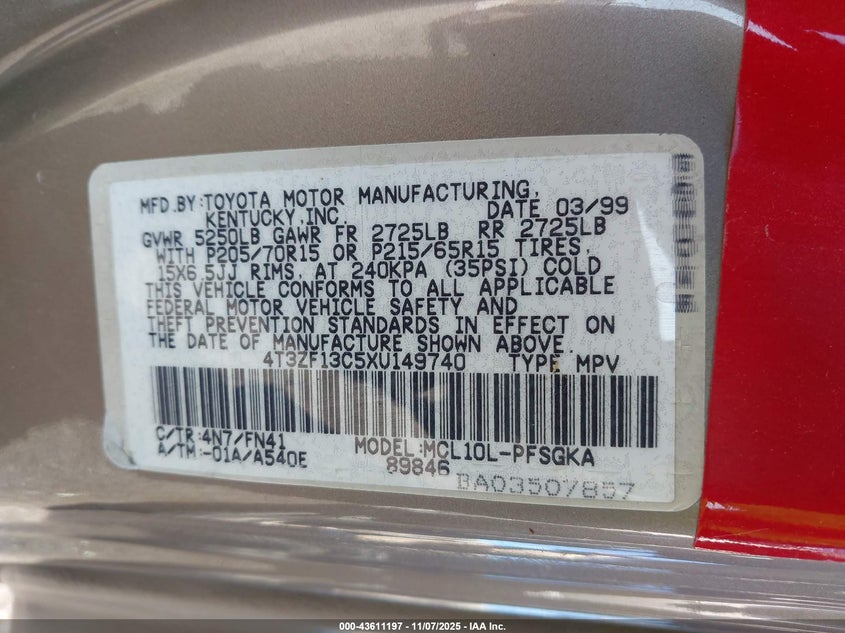 MFD.BY:TOYOTA MOTOR MANUFACTURING,
KENTUCKY,INC. DATE 03/99
GVWR 5250LB GAWR FR 2725LB RR 2725LB
WITH P205/70R15 OR P215/65R15 TIRES,
15X6.5JJ RIMS, AT 240KPA (35PSI) COLD
THIS VEHICLE CONFORMS TO ALL APPLICABLE
FEDERAL MOTOR VEHICLE SAFETY AND
THEFT PREVENTION STANDARDS IN EFFECT ON
THE DATE OF MANUFACTURE SHOWN ABOVE.
4T3ZF13C5XU149740 TYPE MPV
C/TR:4N7/FN41 MODEL:MCL10L-PFSGKA
A/TM:-01A/A540E 89846
BA03507857
000-43611197 - 11/07/2025 - IAA Inc.